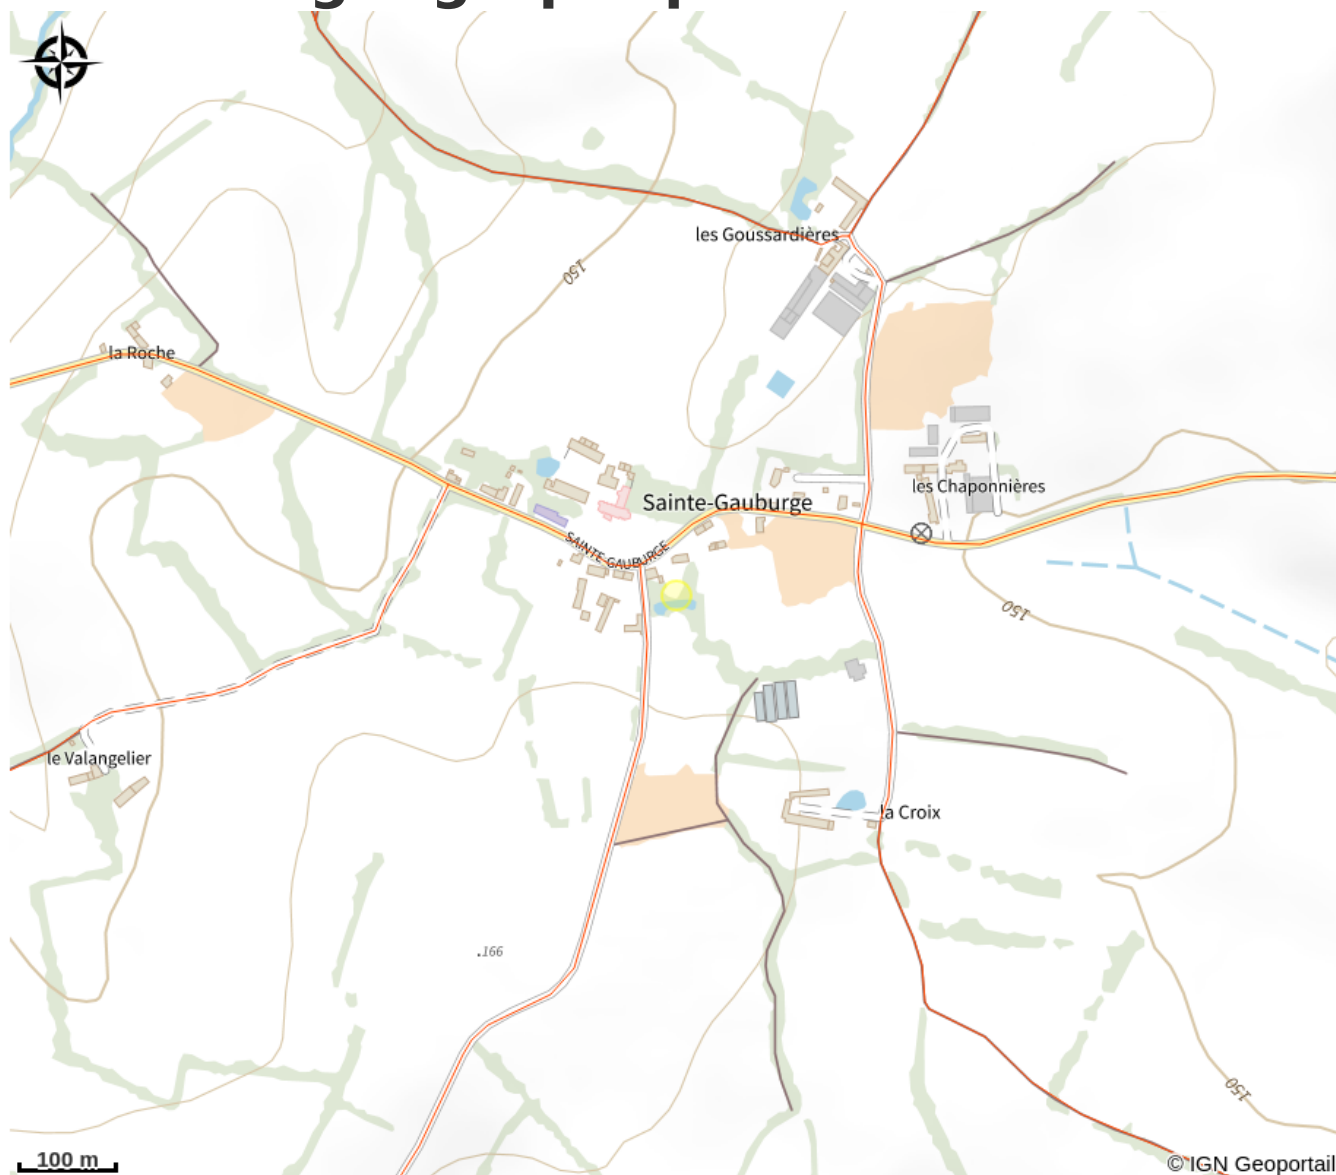 150
les Goussardières
la Roche
les Chaponnières
Sainte-Gauburge
SAINTE GAUBURGE
150
le Valangelier
la Croix
.166
150
100 m
© IGN Geoportail